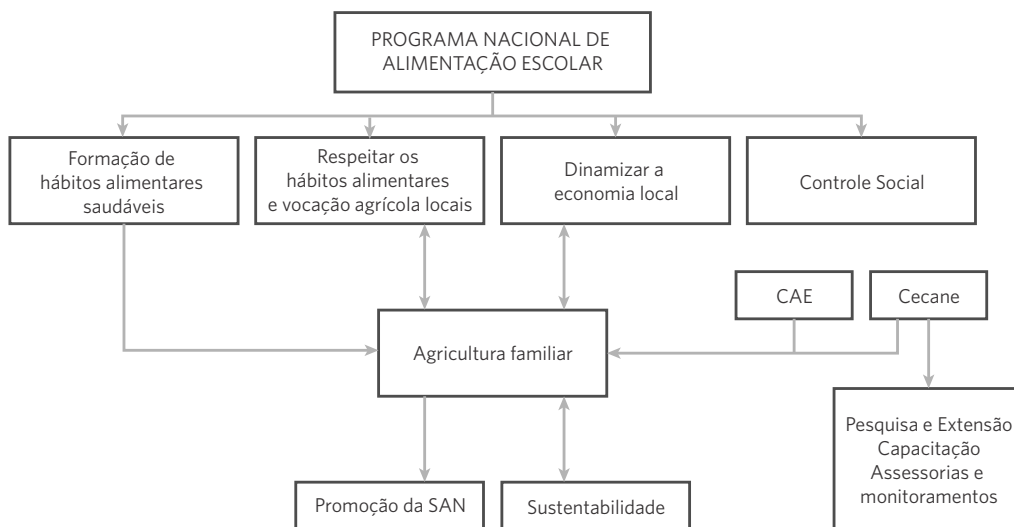 PROGRAMA NACIONAL DE
ALIMENTAÇÃO ESCOLAR
Formação de
hábitos alimentares
saudáveis
Respeitar os
hábitos alimentares
e vocação agrícola locais
Dinamizar a
economia local
Controle Social
CAE
Cecane
Agricultura familiar
Pesquisa e Extensão
Capacitação
Assessorias e
monitoramentos
Promoção da SAN
Sustentabilidade